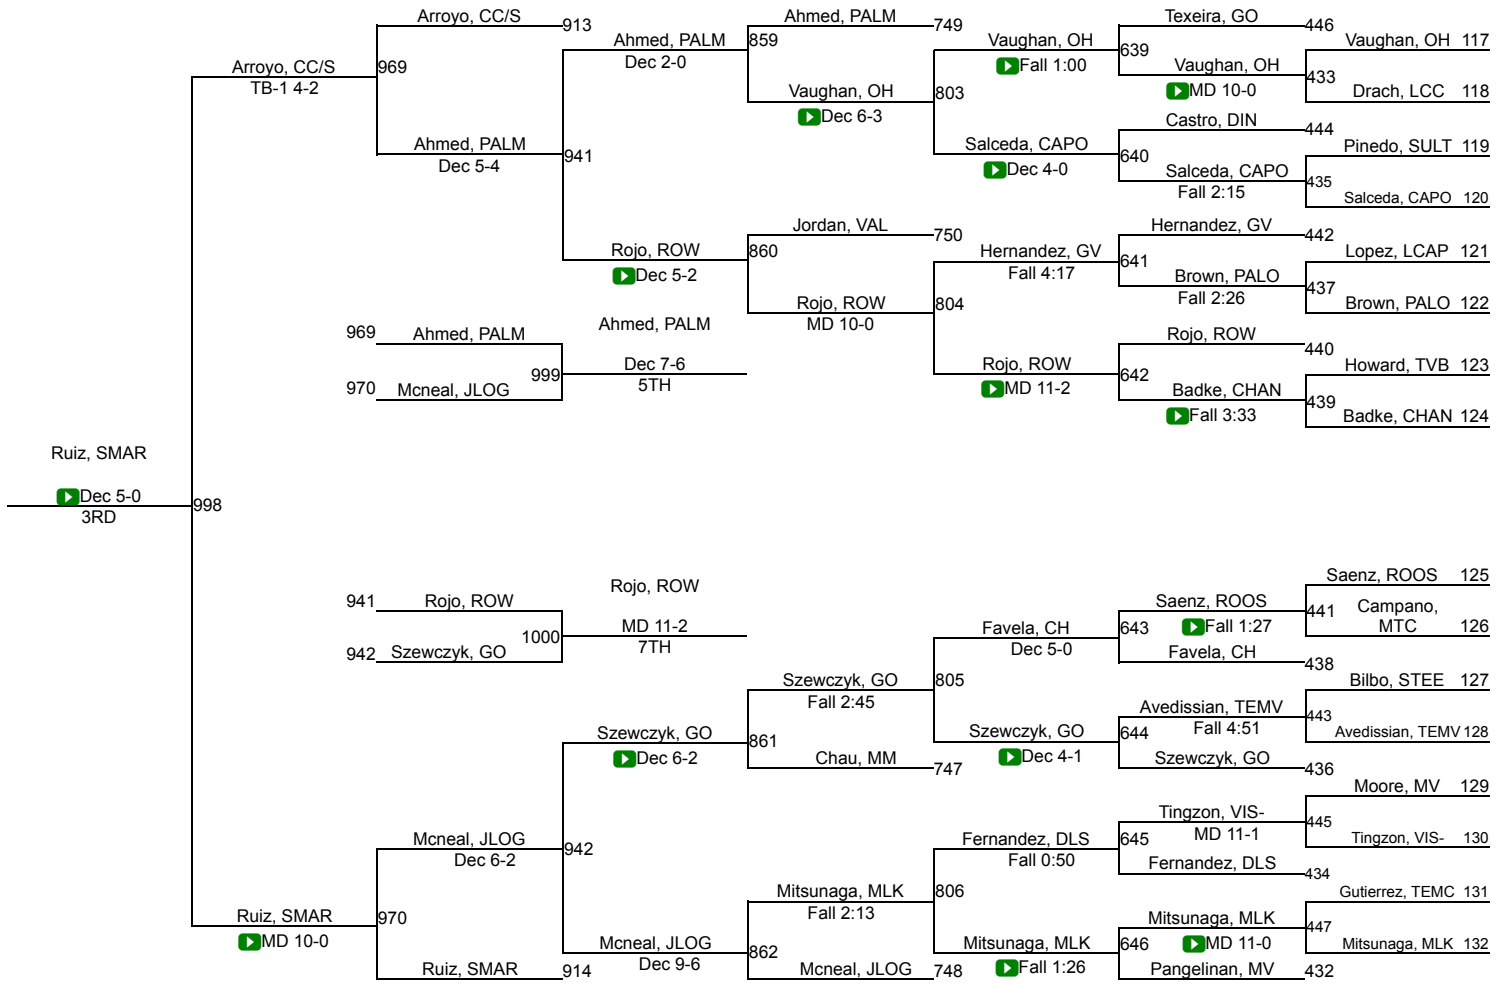 Arroyo, CC/S
913
Ahmed, PALM
749
Texeira, GO
446
Ahmed, PALM
859
Vaughan, OH
639
Vaughan, OH 117
Dec 2-0
Fall 1:00
Arroyo, CC/S
969
Vaughan, OH
433
TB-1 4-2
Vaughan, OH
803
MD 10-0
Drach, LCC 118
Dec 6-3
Castro, DIN
444
Ahmed, PALM
941
Salceda, CAPO
640
Pinedo, SULT 119
Dec 5-4
Dec 4-0
Salceda, CAPO
435
Fall 2:15
Salceda, CAPO 120
Jordan, VAL
750
Hernandez, GV
442
Rojo, ROW
860
Hernandez, GV
641
Lopez, LCAP 121
Dec 5-2
Fall 4:17
Brown, PALO
437
Rojo, ROW
804
Fall 2:26
Brown, PALO 122
MD 10-0
969
Ahmed, PALM
Ahmed, PALM
Rojo, ROW
440
999
Dec 7-6
Rojo, ROW
642
Howard, TVB 123
970
Mcneal, JLOG
5TH
MD 11-2
Badke, CHAN
439
Fall 3:33
Badke, CHAN 124
Ruiz, SMAR
Dec 5-0
998
3RD
Saenz, ROOS 125
941
Rojo, ROW
Rojo, ROW
Saenz, ROOS
441
Campano,
1000
MD 11-2
Favela, CH
643
Fall 1:27
MTC 126
942
Szewczyk, GO
7TH
Dec 5-0
Favela, CH
438
Szewczyk, GO
805
Bilbo, STEE 127
Fall 2:45
Avedissian, TEMV
443
Szewczyk, GO
861
Szewczyk, GO
644
Fall 4:51
Avedissian, TEMV 128
Dec 6-2
Chau, MM
747
Dec 4-1
Szewczyk, GO
436
Moore, MV 129
Tingzon, VIS-
445
Mcneal, JLOG
942
Fernandez, DLS
645
MD 11-1
Tingzon, VIS- 130
Dec 6-2
Fall 0:50
Fernandez, DLS
434
Mitsunaga, MLK
806
Gutierrez, TEMC 131
Ruiz, SMAR
970
Fall 2:13
Mitsunaga, MLK
447
MD 10-0
Mcneal, JLOG
862
Mitsunaga, MLK
646
MD 11-0
Mitsunaga, MLK 132
Dec 9-6
Fall 1:26
Ruiz, SMAR
914
Mcneal, JLOG
748
Pangelinan, MV
432